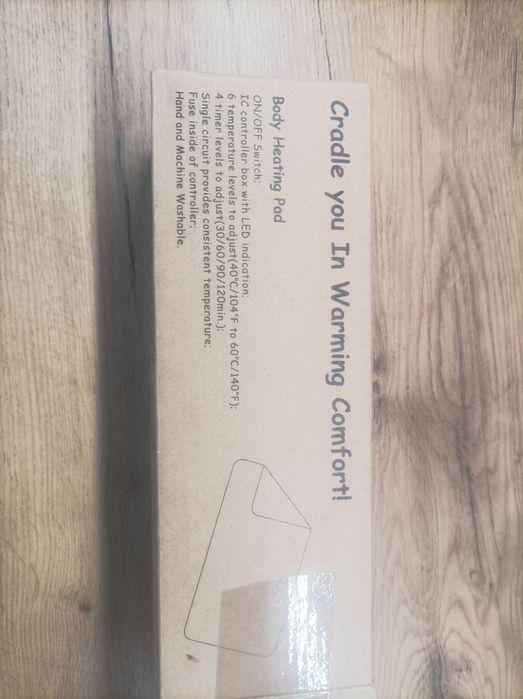 Cradle you In Warming Comfort!
Body Heating Pad
ON/OFF Switch;
IC controller box with LED indication;
6 temperature levels to adjust(40°C/104°F to 60°C/140°F);
4 timer levels to adjust(30/60/90/120min.);
Single circuit provides consistent temperature;
Fuse inside of controller;
Hand and Machine Washable.